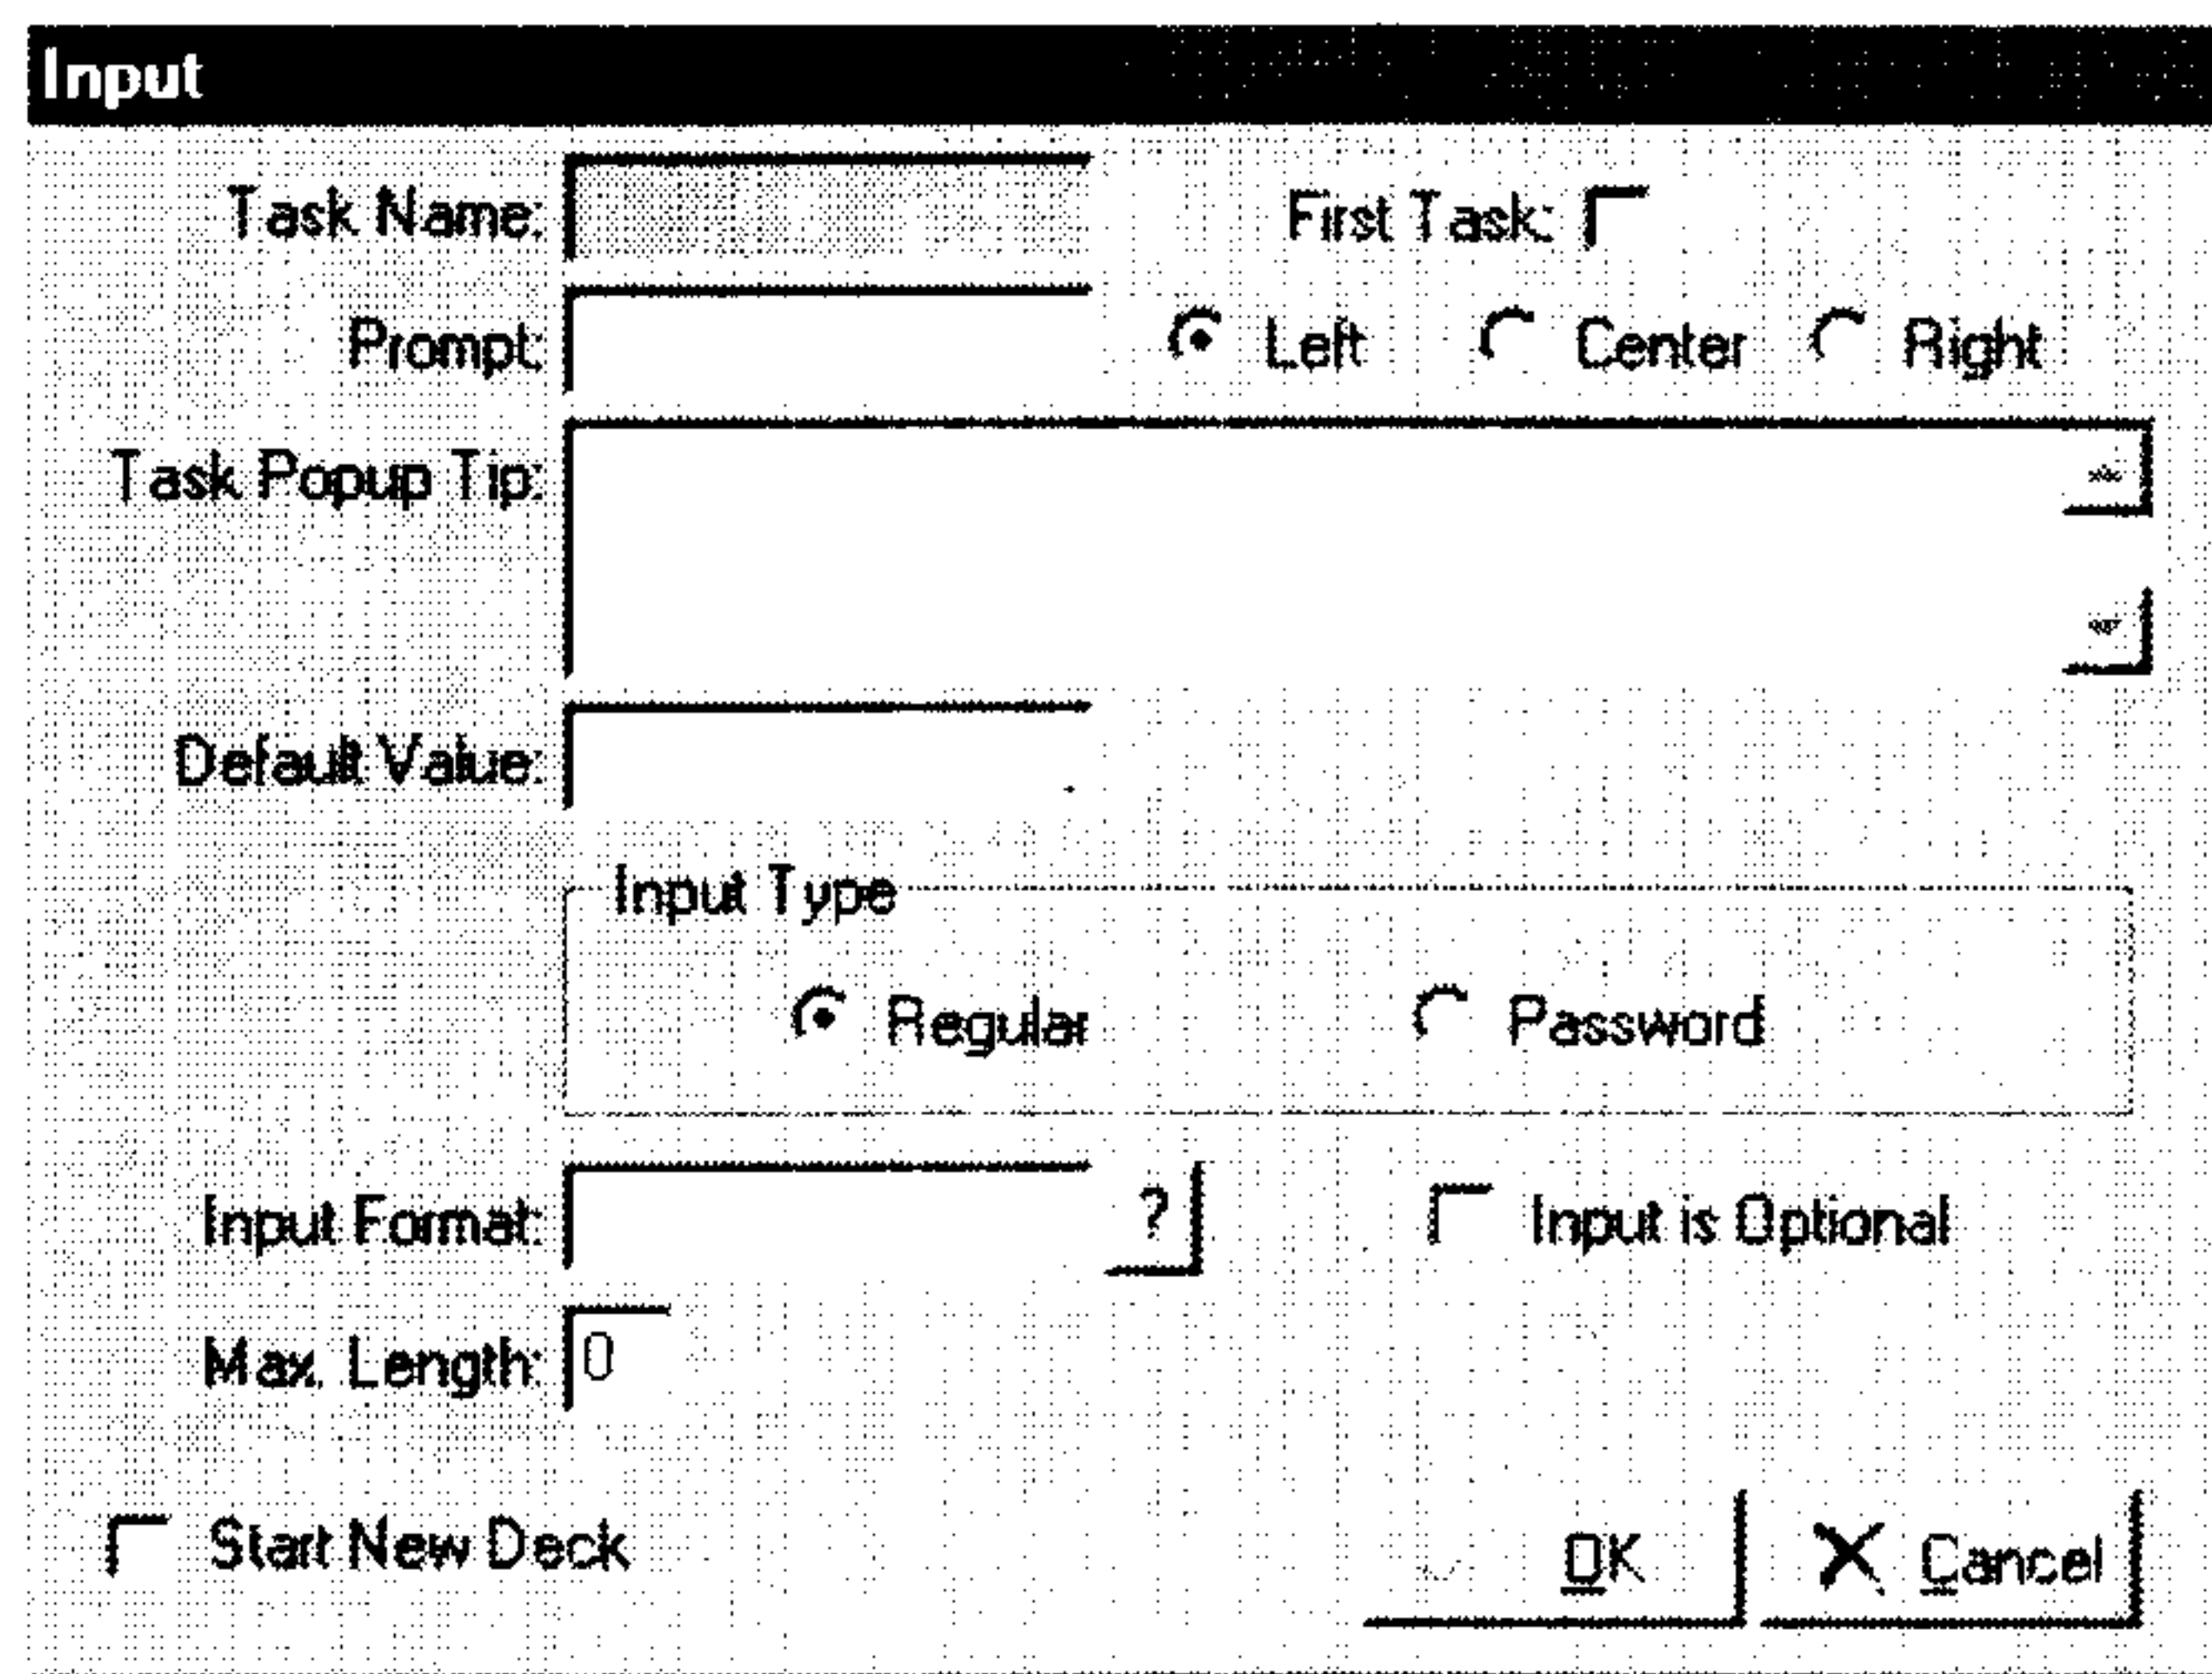 Input
Task Name: First Task:
Prompt: Left Center Right
Task Popup Tip:
Default Value:
Input Type
Regular Password
Input Format: ? Input is Optional
Max. Length: 0
Start New Deck OK Cancel